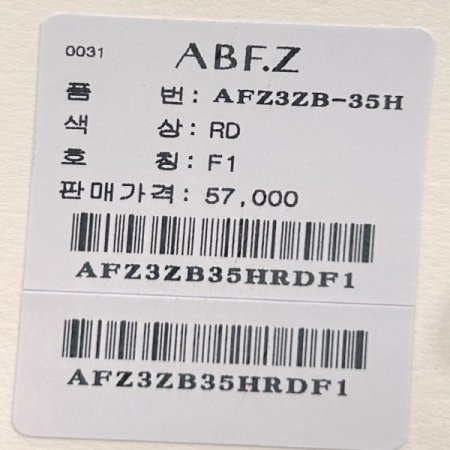 0031 ABF.Z
품 번: AFZ3ZB-35H
색 상: RD
호 칭: F1
판매가격: 57,000
AFZ3ZB35HRDF1
AFZ3ZB35HRDF1